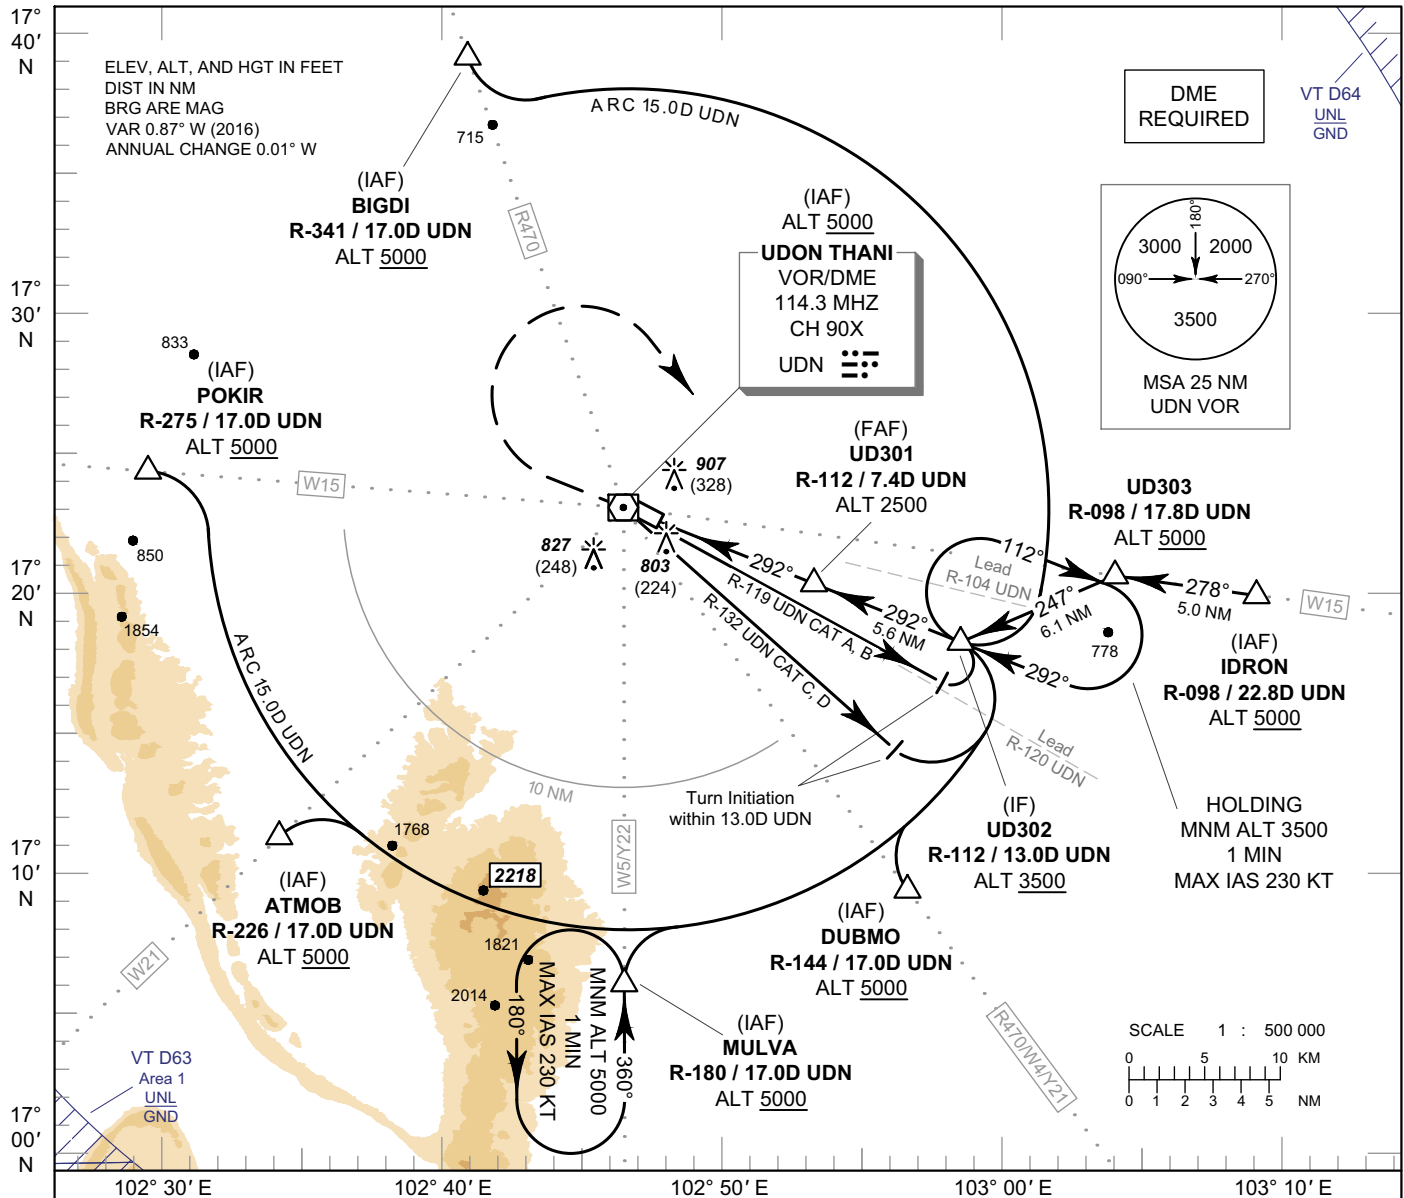 17°
40′
N
ELEV, ALT, AND HGT IN FEET
DIST IN NM
BRG ARE MAG
VAR 0.87° W (2016)
ANNUAL CHANGE 0.01° W
715
ARC 15.0D UDN
DME
REQUIRED
VT D64
UNL
GND
(IAF)
BIGDI
R-341 / 17.0D UDN
ALT 5000
R470
(IAF)
ALT 5000
UDON THANI
VOR/DME
114.3 MHZ
CH 90X
UDN
180°
3000
2000
090°
270°
3500
MSA 25 NM
UDN VOR
17°
30′
N
833
(IAF)
POKIR
R-275 / 17.0D UDN
ALT 5000
W15
907
(328)
(FAF)
UD301
R-112 / 7.4D UDN
ALT 2500
UD303
R-098 / 17.8D UDN
ALT 5000
850
827
(248)
803
(224)
17°
20′
N
292°
112°
Lead
R-104 UDN
247°
6.1 NM
278°
5.0 NM
W15
R-119 UDN CAT A, B
292°
5.6 NM
R-132 UDN CAT C, D
292°
778
(IAF)
IDRON
R-098 / 22.8D UDN
ALT 5000
1854
ARC 15.0D UDN
Lead
R-120 UDN
10 NM
Turn Initiation
within 13.0D UDN
HOLDING
MNM ALT 3500
1 MIN
MAX IAS 230 KT
(IF)
UD302
R-112 / 13.0D UDN
ALT 3500
17°
10′
N
1768
W5/Y22
2218
(IAF)
ATMOB
R-226 / 17.0D UDN
ALT 5000
(IAF)
DUBMO
R-144 / 17.0D UDN
ALT 5000
1821
2014
W21
180°
MAX IAS 230 KT
1 MIN
MNM ALT 5000
360°
(IAF)
MULVA
R-180 / 17.0D UDN
ALT 5000
R470/W4/Y21
SCALE 1 : 500 000
0 5 10 KM
0 1 2 3 4 5 NM
VT D63
Area 1
UNL
GND
17°
00′
N
102° 30′ E
102° 40′ E
102° 50′ E
103° 00′ E
103° 10′ E